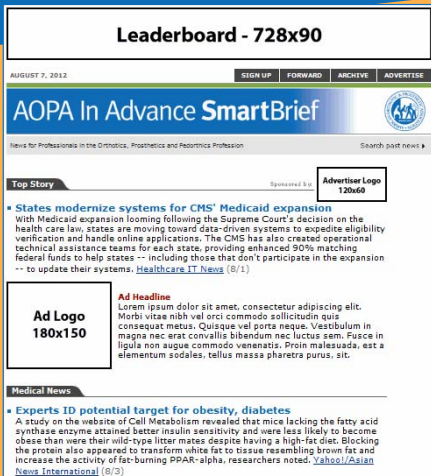 Leaderboard - 728x90
AUGUST 7, 2012
SIGN UP FORWARD ARCHIVE ADVERTISE
AOPA In Advance SmartBrief
News for Professionals in the Orthotics, Prosthetics and Pedorthics Profession
Search past news
Top Story
Sponsored by:
Advertiser Logo
120x60
States modernize systems for CMS' Medicaid expansion
With Medicaid expansion looming following the Supreme Court's decision on the
health care law, states are moving toward data-driven systems to expedite eligibility
verification and handle online applications. The CMS has also created operational
technical assistance teams for each state, providing enhanced 90% matching
federal funds to help states -- including those that don't participate in the expansion
-- to update their systems. Healthcare IT News (8/1)
Ad Logo
180x150
Ad Headline
Lorem ipsum dolor sit amet, consectetur adipiscing elit.
Morbi vitae nibh vel orci commodo sollicitudin quis
consequat metus. Quisque vel porta neque. Vestibulum in
magna nec erat convallis bibendum nec luctus sem. Fusce in
ligula non augue commodo venenatis. Proin malesuada, est a
elementum sodales, tellus massa pharetra purus, sit.
Medical News
Experts ID potential target for obesity, diabetes
A study on the website of Cell Metabolism revealed that mice lacking the fatty acid
synthase enzyme attained better insulin sensitivity and were less likely to become
obese than were their wild-type litter mates despite having a high-fat diet. Blocking
the protein also appeared to transform white fat to tissue resembling brown fat and
increase the activity of fat-burning PPAR-alpha, researchers noted. Yahoo!/Asian
News International (8/3)